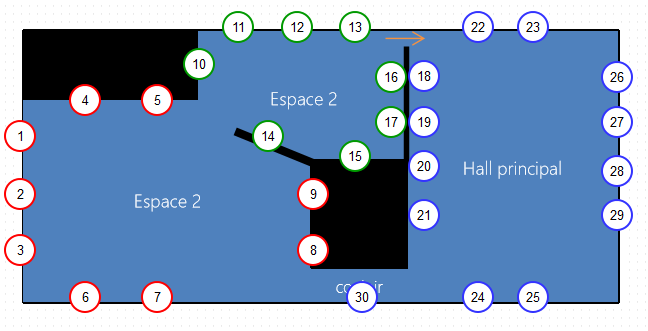 11 12 13 22 23
10 16 18 26
4 5 Espace 2
1 14 17 19 27
15 20 Hall principal 28
2 9 Espace 2 21 29
3 8
6 7 30 24 25